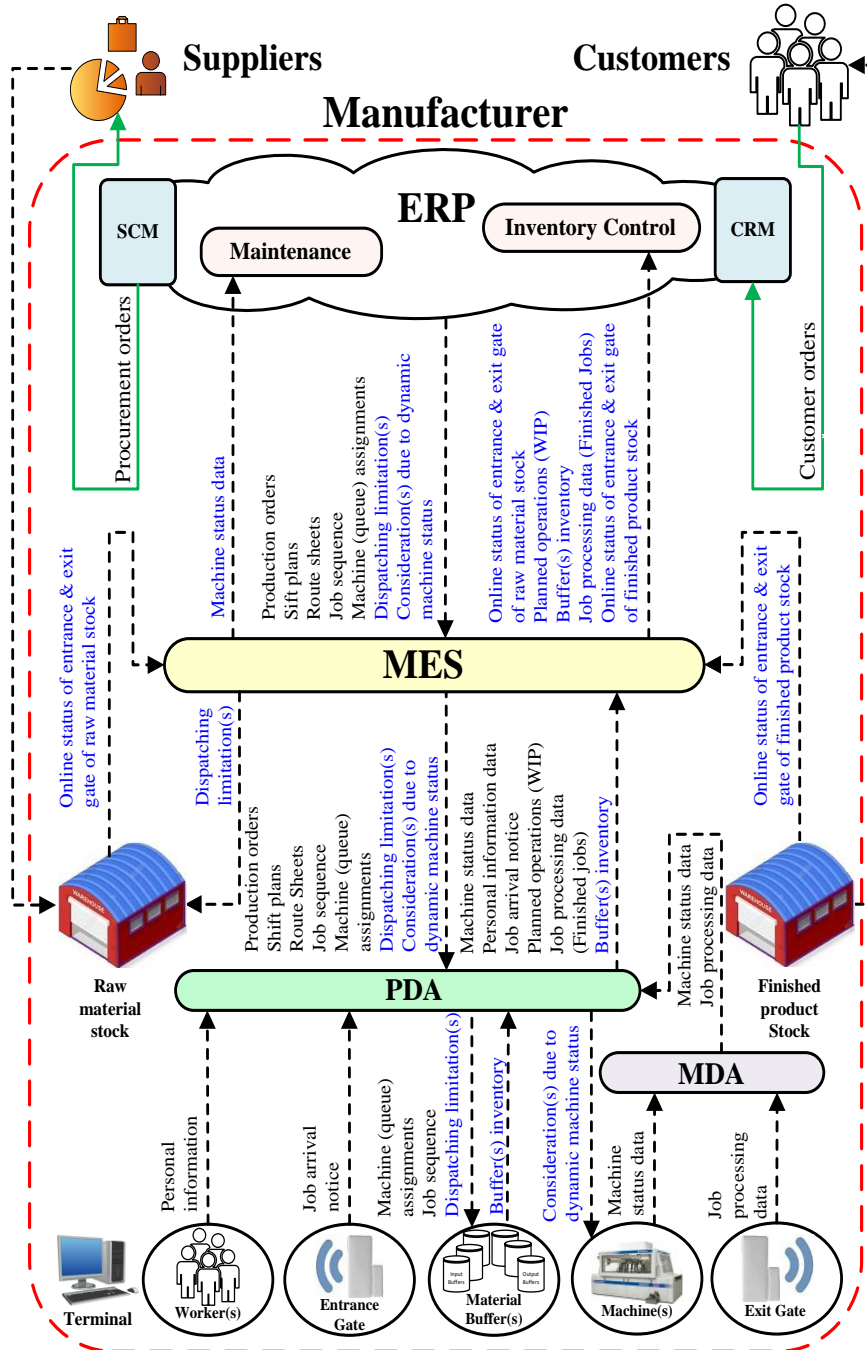 Suppliers
Customers
Manufacturer
ERP
SCM
CRM
Maintenance
Inventory Control
Procurement orders
Customer orders
Machine status data
Production orders
Sift plans
Route sheets
Job sequence
Machine (queue) assignments
Dispatching limitation(s)
Consideration(s) due to dynamic
machine status
Online status of entrance & exit gate
of raw material stock
Planned operations (WIP)
Buffer(s) inventory
Job processing data (Finished Jobs)
Online status of entrance & exit gate
of finished product stock
MES
Online status of entrance & exit
gate of raw material stock
Dispatching
limitation(s)
Production orders
Shift plans
Route Sheets
Job sequence
Machine (queue)
assignments
Dispatching limitation(s)
Consideration(s) due to
dynamic machine status
Machine status data
Personal information data
Job arrival notice
Planned operations (WIP)
Job processing data
(Finished jobs)
Buffer(s) inventory
Machine status data
Job processing data
Online status of entrance & exit
gate of finished product stock
WAREHOUSE
WAREHOUSE
Raw
material
stock
Finished
product
Stock
PDA
MDA
Personal
information
Job arrival
notice
Machine (queue)
assignments
Job sequence
Dispatching limitation(s)
Buffer(s) inventory
Consideration(s) due to
dynamic machine status
Machine
status data
Job
processing
data
Terminal
Worker(s)
Entrance
Gate
Input
Buffers
Output
Buffers
Material
Buffer(s)
Machine(s)
Exit Gate